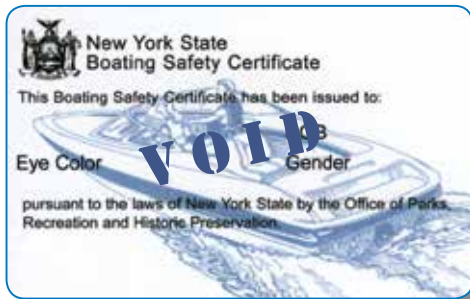 New York State
Boating Safety Certificate
This Boating Safety Certificate has been issued to:
VOID
Eye Color
Gender
pursuant to the laws of New York State by the Office of Parks,
Recreation and Historic Preservation.